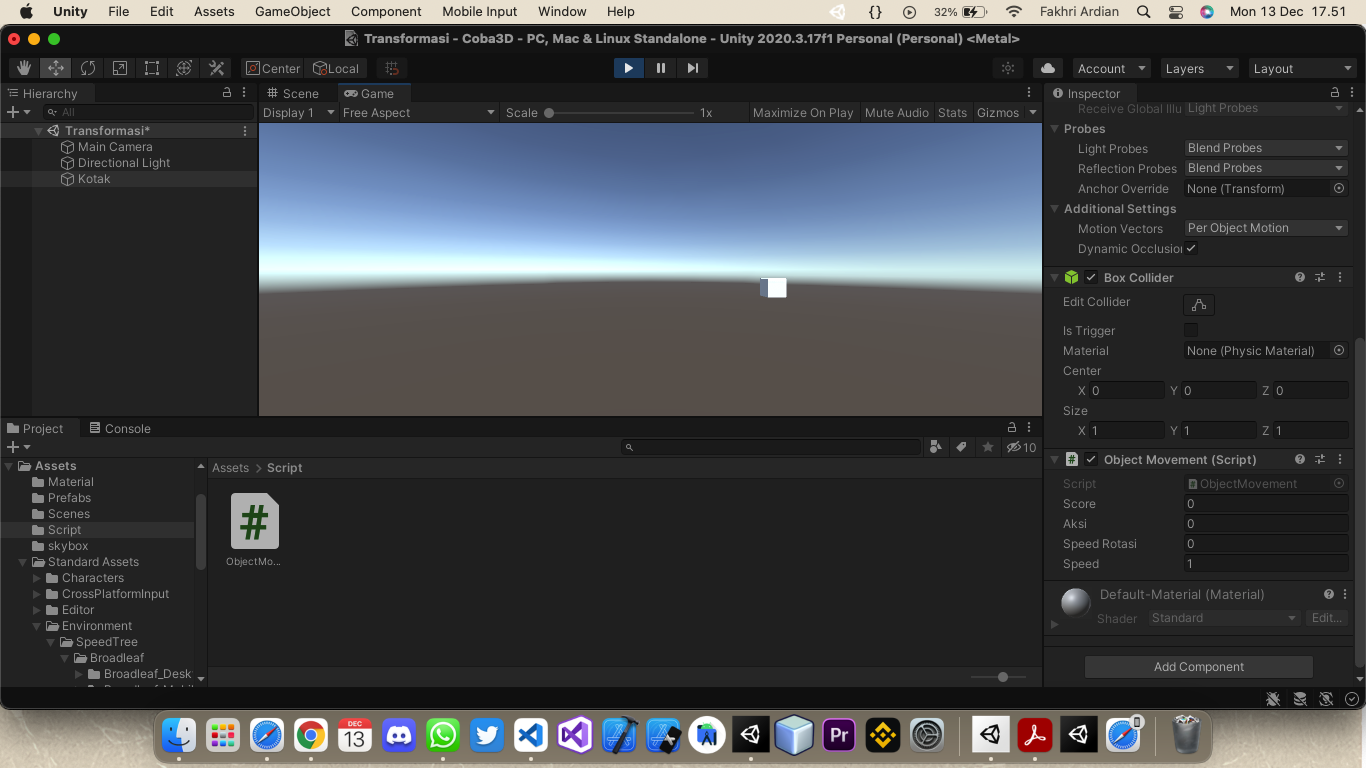 Unity File Edit Assets GameObject Component Mobile Input Window Help 32% Fakhri Ardian Mon 13 Dec 17.51
Transformasi - Coba3D - PC, Mac & Linux Standalone - Unity 2020.3.17f1 Personal (Personal) <Metal>
Center Local Account Layers Layout
Hierarchy Scene Game Inspector
All Display 1 Free Aspect Scale 1x Maximize On Play Mute Audio Stats Gizmos
Receive Global Illu Light Probes
Transformasi*
Main Camera
Directional Light
Kotak
Probes
Light Probes Blend Probes
Reflection Probes Blend Probes
Anchor Override None (Transform)
Additional Settings
Motion Vectors Per Object Motion
Dynamic Occlusion
Box Collider
Edit Collider
Is Trigger
Material None (Physic Material)
Center
X 0 Y 0 Z 0
Size
X 1 Y 1 Z 1
Object Movement (Script)
Script # ObjectMovement
Score 0
Aksi 0
Speed Rotasi 0
Speed 1
Default-Material (Material)
Shader Standard Edit...
Add Component
Project Console
10
Assets
Material
Prefabs
Scenes
Script
skybox
Standard Assets
Characters
CrossPlatformInput
Editor
Environment
SpeedTree
Broadleaf
Broadleaf_Desk
Assets > Script
#
ObjectMo...
DEC
13
Pr